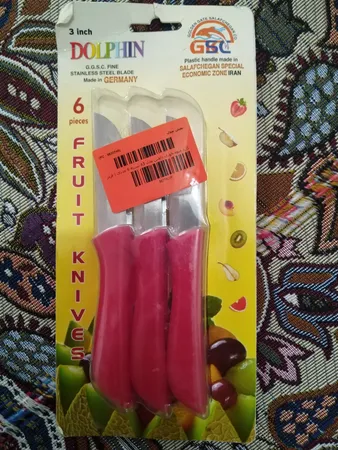 3 inch
DOLPHIN
G.G.S.C. FINE
STAINLESS STEEL BLADE
Made in GERMANY
GBC
Plastic handle made in
SALAFCHEGAN SPECIAL
ECONOMIC ZONE IRAN
6
pieces
FRUIT KNIVES